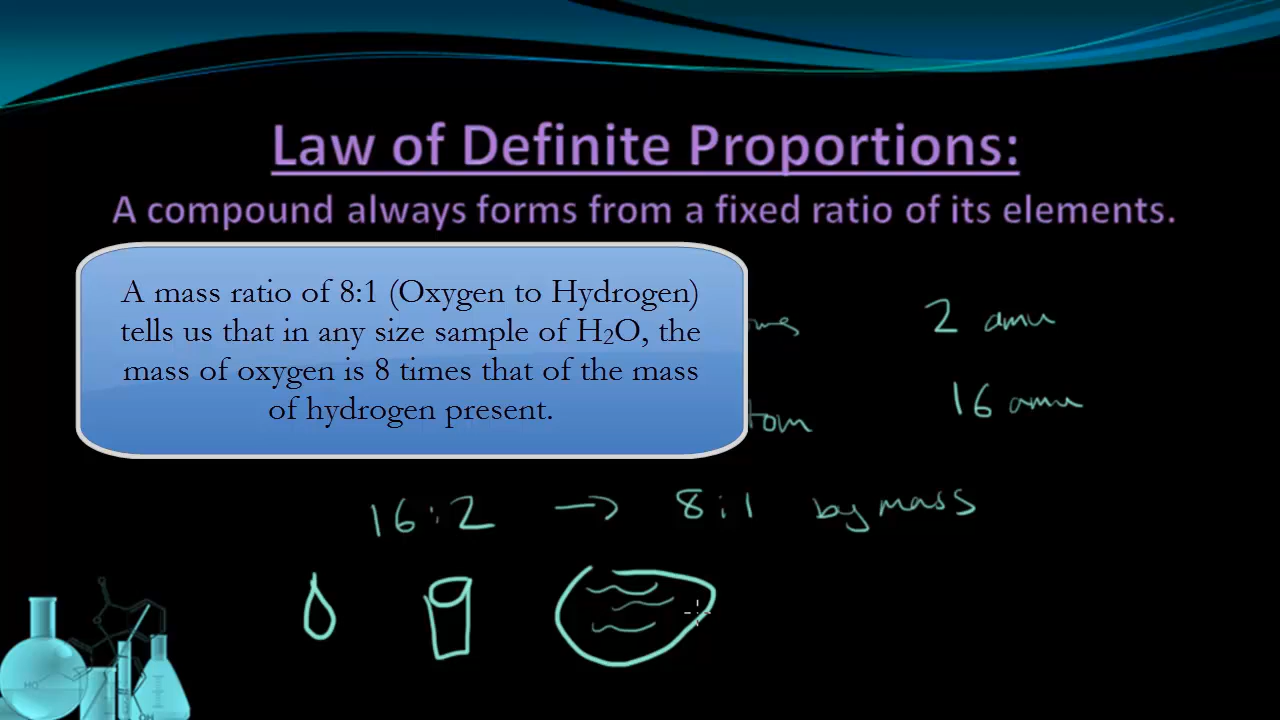 Law of Definite Proportions:
A compound always forms from a fixed ratio of its elements.
A mass ratio of 8:1 (Oxygen to Hydrogen)
tells us that in any size sample of H₂O, the
mass of oxygen is 8 times that of the mass
of hydrogen present.
2 amu
16 amu
16:2 → 8:1 by mass
HO
OH